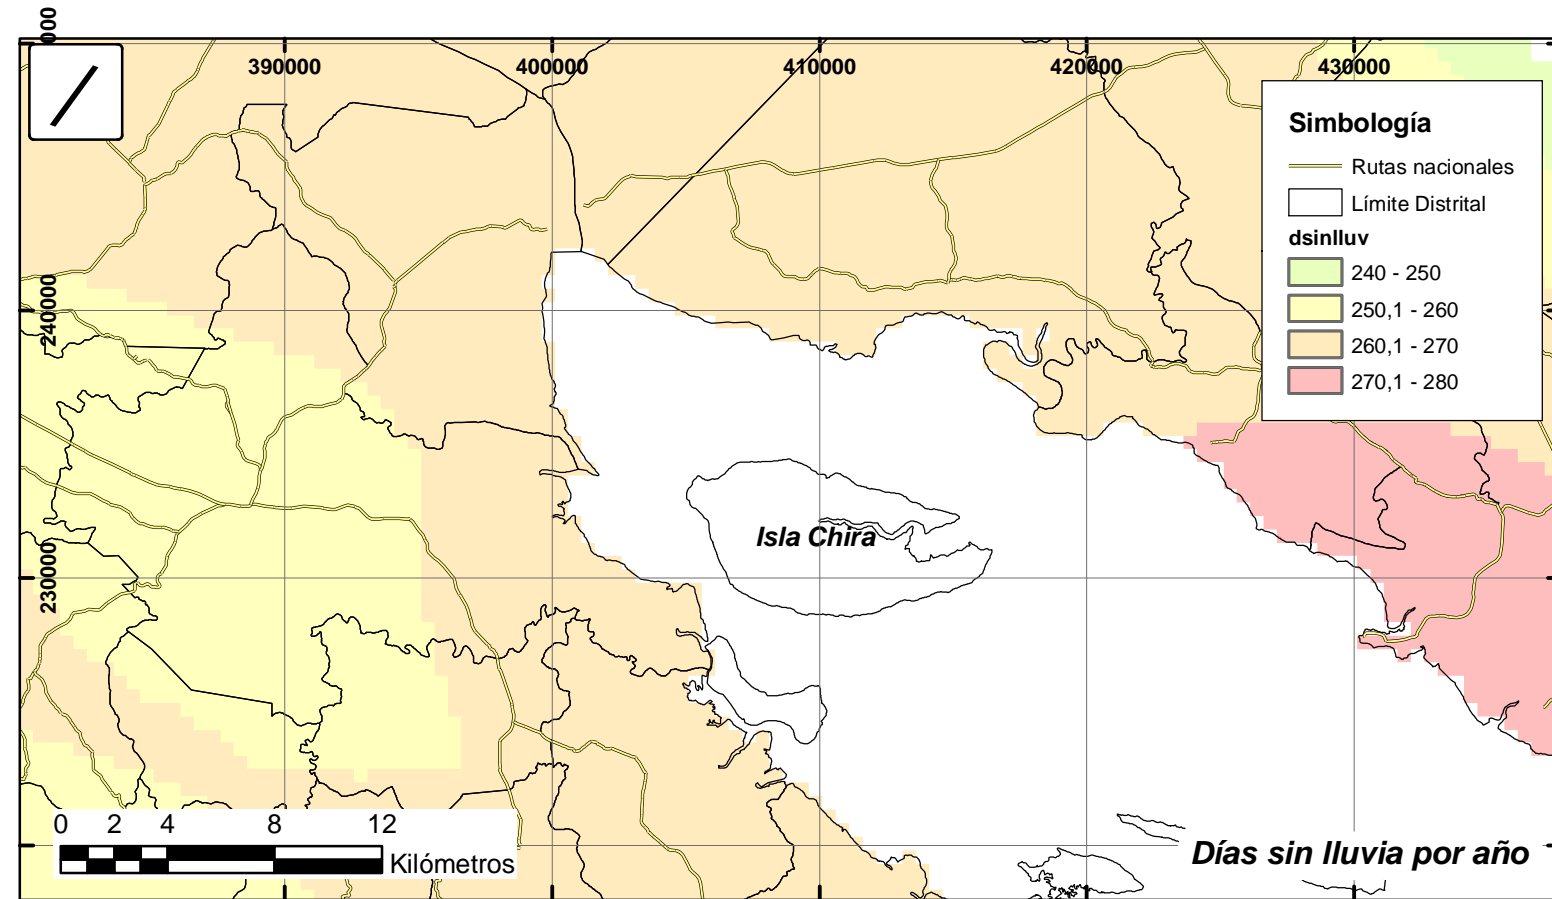 000
390000
400000
410000
420000
430000
240000
230000
Simbología
Rutas nacionales
Límite Distrital
dsinlluv
240 - 250
250,1 - 260
260,1 - 270
270,1 - 280
Isla Chira
0 2 4 8 12
Kilómetros
Días sin lluvia por año